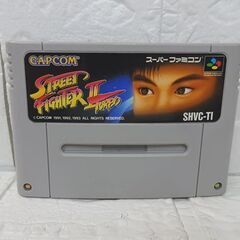 CAPCOM
スーパーファミコン
STREET
FIGHTER II
TURBO
© CAPCOM 1991, 1992, 1993 ALL RIGHTS RESERVED.
SHVC-TI